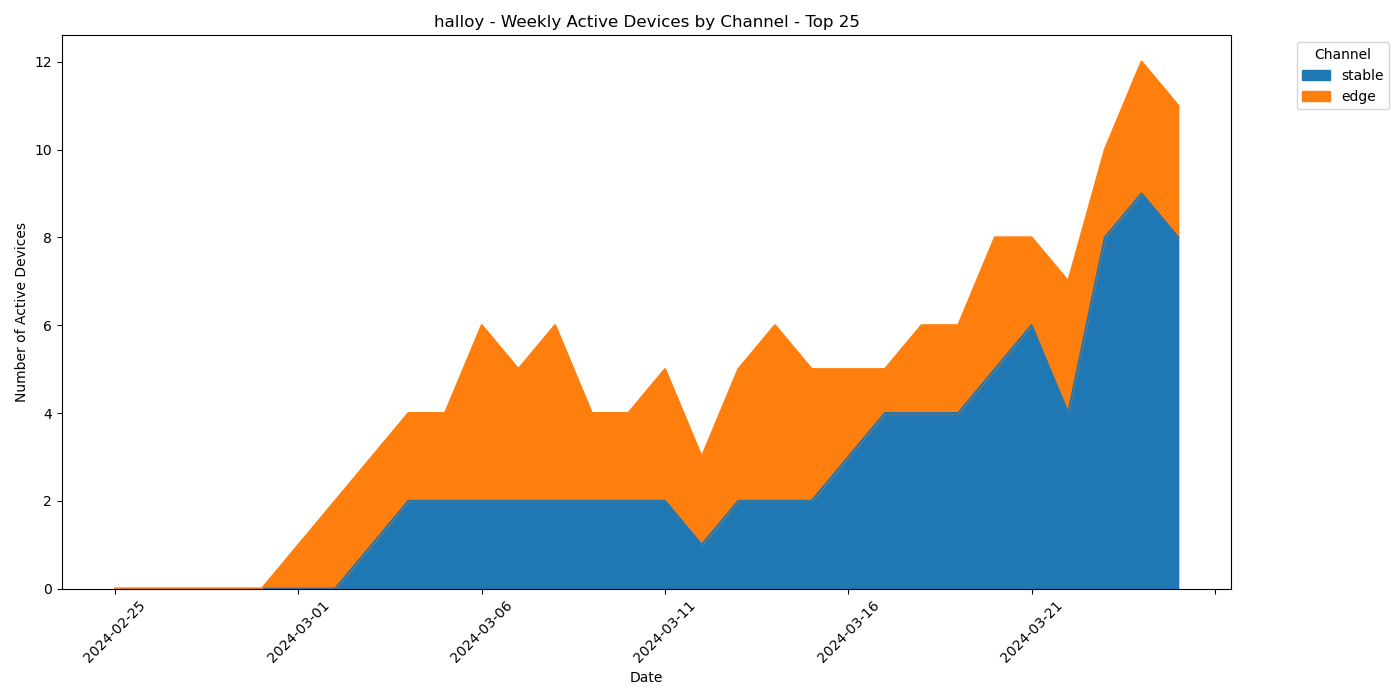 halloy - Weekly Active Devices by Channel - Top 25
Channel
stable
edge
Number of Active Devices
12
10
8
6
4
2
0
2024-02-25
2024-03-01
2024-03-06
2024-03-11
2024-03-16
2024-03-21
Date